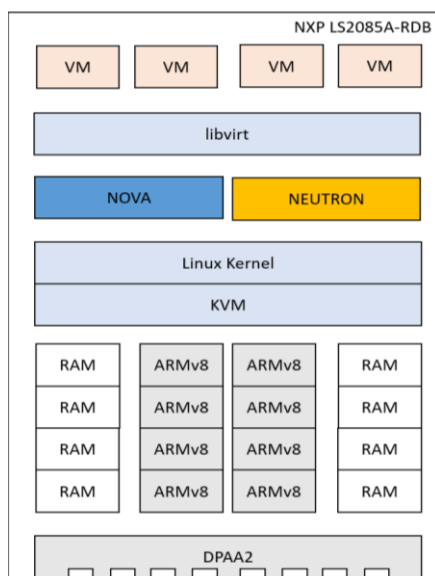 NXP LS2085A-RDB
VM VM VM VM
libvirt
NOVA NEUTRON
Linux Kernel
KVM
RAM ARMv8 ARMv8 RAM
RAM ARMv8 ARMv8 RAM
RAM ARMv8 ARMv8 RAM
RAM ARMv8 ARMv8 RAM
DPAA2